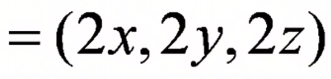 = (2x, 2y, 2z)